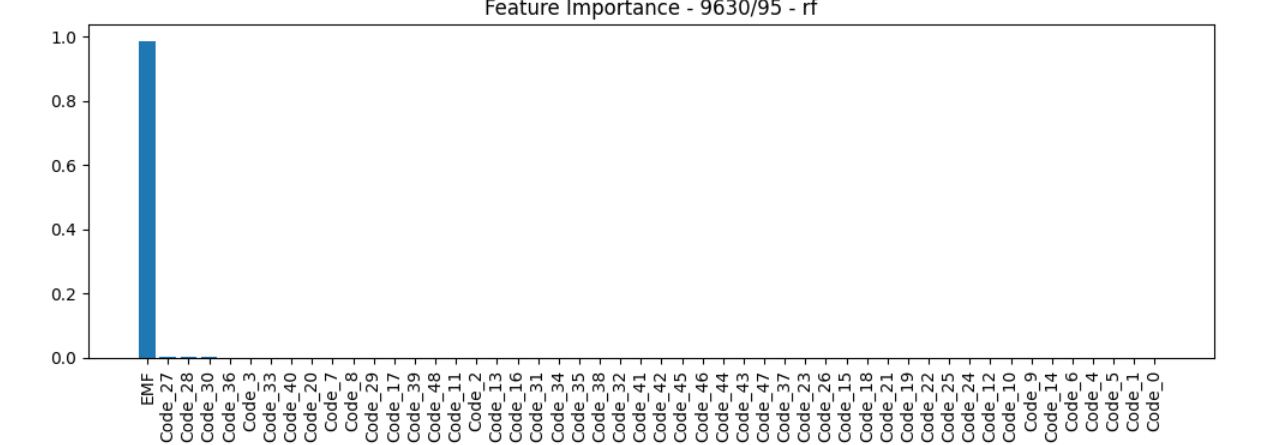 Feature Importance - 9630/95 - rf
1.0
0.8
0.6
0.4
0.2
0.0
EMF
Code_27
Code_28
Code_30
Code_36
Code_3
Code_33
Code_40
Code_20
Code_7
Code_8
Code_29
Code_17
Code_39
Code_48
Code_11
Code_2
Code_13
Code_16
Code_31
Code_34
Code_35
Code_38
Code_32
Code_41
Code_42
Code_45
Code_46
Code_44
Code_43
Code_47
Code_37
Code_23
Code_26
Code_15
Code_18
Code_21
Code_19
Code_22
Code_25
Code_24
Code_12
Code_10
Code_9
Code_14
Code_6
Code_4
Code_5
Code_1
Code_0